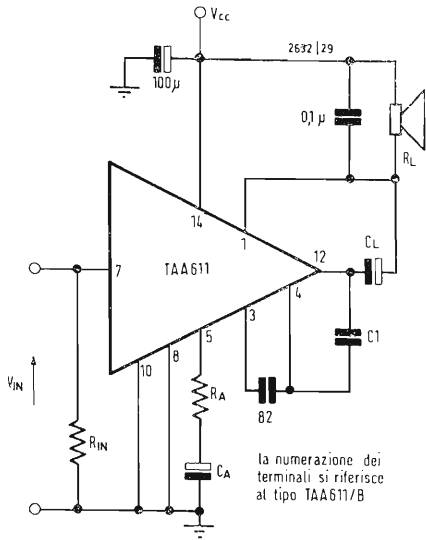 Vcc
2632|29
100µ
0,1 µ
RL
14
1
TAA611
12
CL
7
4
3
5
8
10
C1
RA
82
VIN
RIN
CA
la numerazione dei
terminali si riferisce
al tipo TAA611/B